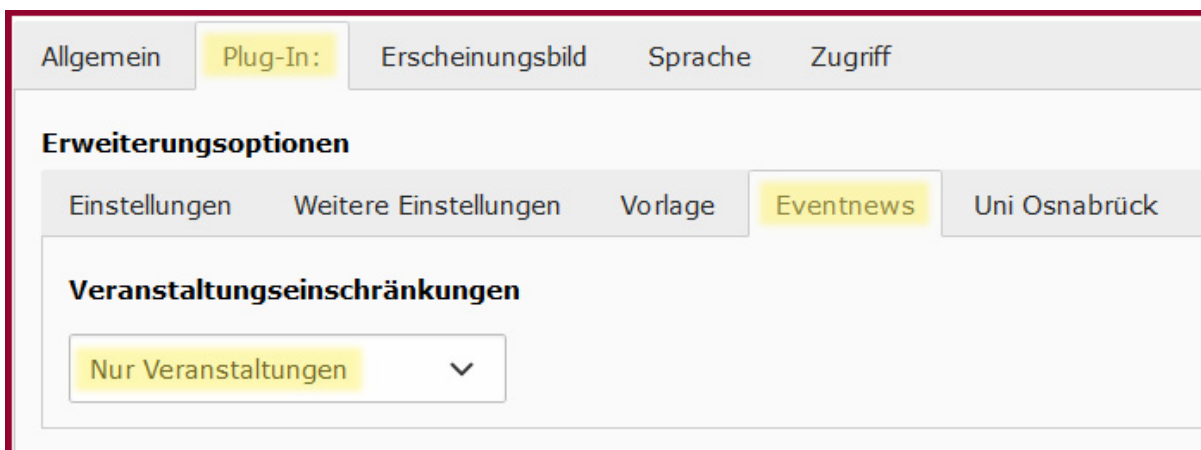 Allgemein Plug-In: Erscheinungsbild Sprache Zugriff
Erweiterungsoptionen
Einstellungen Weitere Einstellungen Vorlage Eventnews Uni Osnabrück
Veranstaltungseinschränkungen
Nur Veranstaltungen